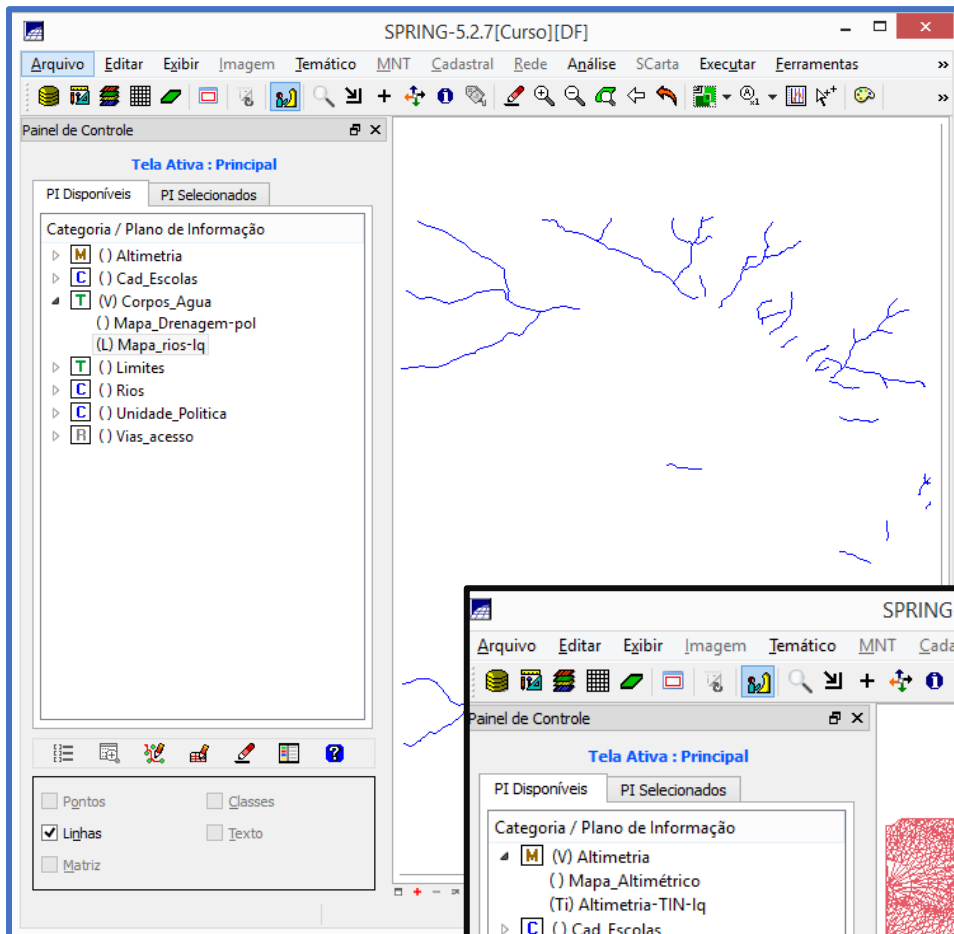 SPRING-5.2.7[Curso][DF]
Arquivo Editar Exibir Imagem Temático MNT Cadastral Rede Análise SCarta Executar Ferramentas »
»
Painel de Controle
Tela Ativa : Principal
PI Disponíveis PI Selecionados
Categoria / Plano de Informação
M () Altimetria
C () Cad_Escolas
T (V) Corpos_Agua
() Mapa_Drenagem-pol
(L) Mapa_rios-Iq
T () Limites
C () Rios
C () Unidade_Politica
R () Vias_acesso
Pontos Classes
Linhas Texto
Matriz
SPRING
Arquivo Editar Exibir Imagem Temático MNT Cada
Painel de Controle
Tela Ativa : Principal
PI Disponíveis PI Selecionados
Categoria / Plano de Informação
M (V) Altimetria
() Mapa_Altimétrico
(Ti) Altimetria-TIN-Iq
C () Cad_Escolas